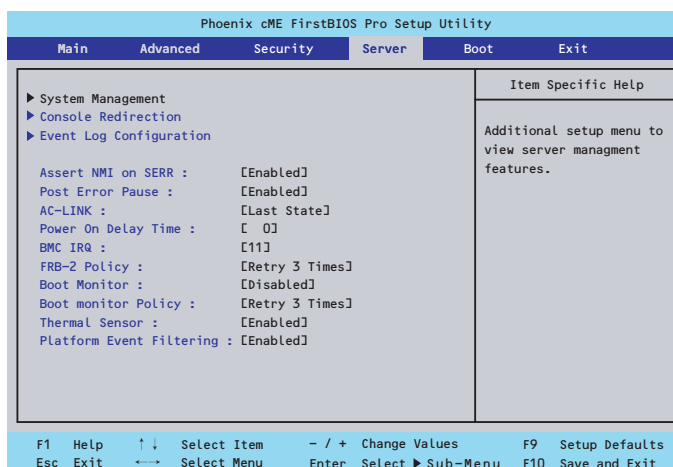 Phoenix cME FirstBIOS Pro Setup Utility
Main Advanced Security Server Boot Exit
Item Specific Help
▶ System Management
▶ Console Redirection
▶ Event Log Configuration
Additional setup menu to
view server managment
features.
Assert NMI on SERR : [Enabled]
Post Error Pause : [Enabled]
AC-LINK : [Last State]
Power On Delay Time : [ 0]
BMC IRQ : [11]
FRB-2 Policy : [Retry 3 Times]
Boot Monitor : [Disabled]
Boot monitor Policy : [Retry 3 Times]
Thermal Sensor : [Enabled]
Platform Event Filtering : [Enabled]
F1 Help ↑↓ Select Item - / + Change Values F9 Setup Defaults
Esc Exit ←→ Select Menu Enter Select ▶ Sub-Menu F10 Save and Exit